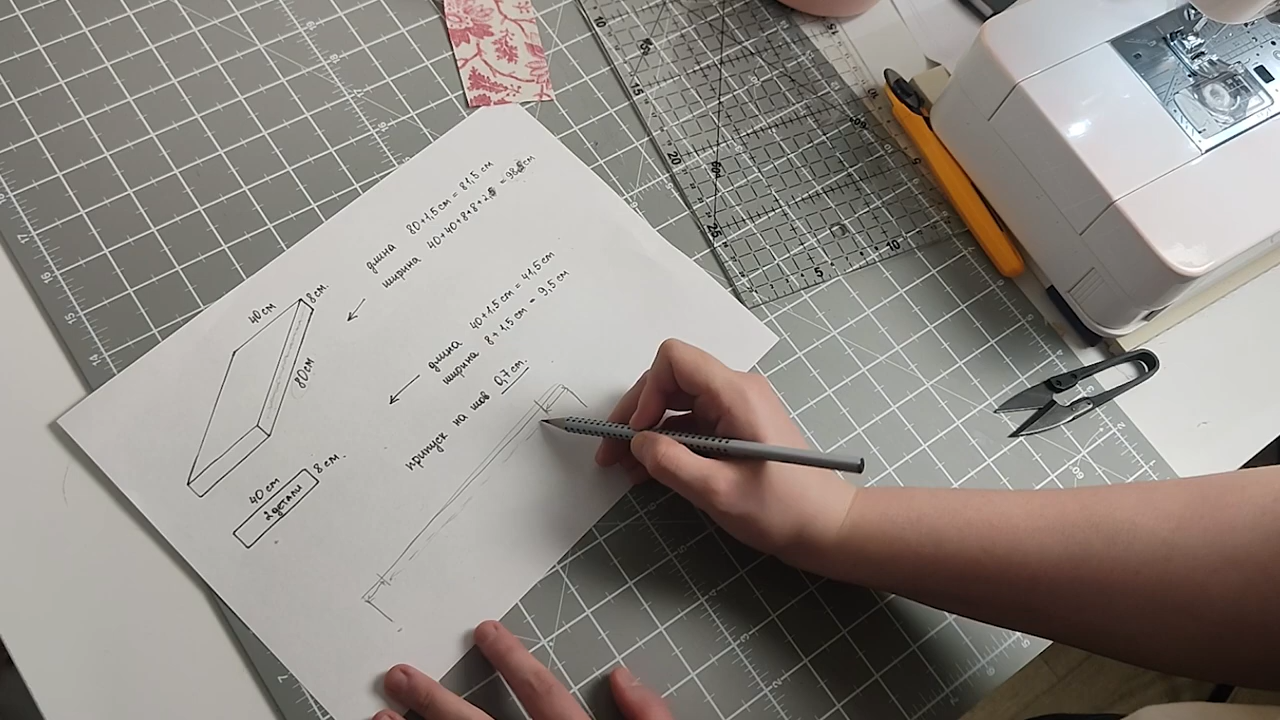 длина 80+1,5 см = 81,5 см
ширина 40+40+8+8+2,5 = 98,5 см
длина 40+1,5 см = 41,5 см
ширина 8+1,5 см = 9,5 см
припуск на шов 0,7 см.
40 см
8 см.
80 см
40 см
8 см.
2 детали